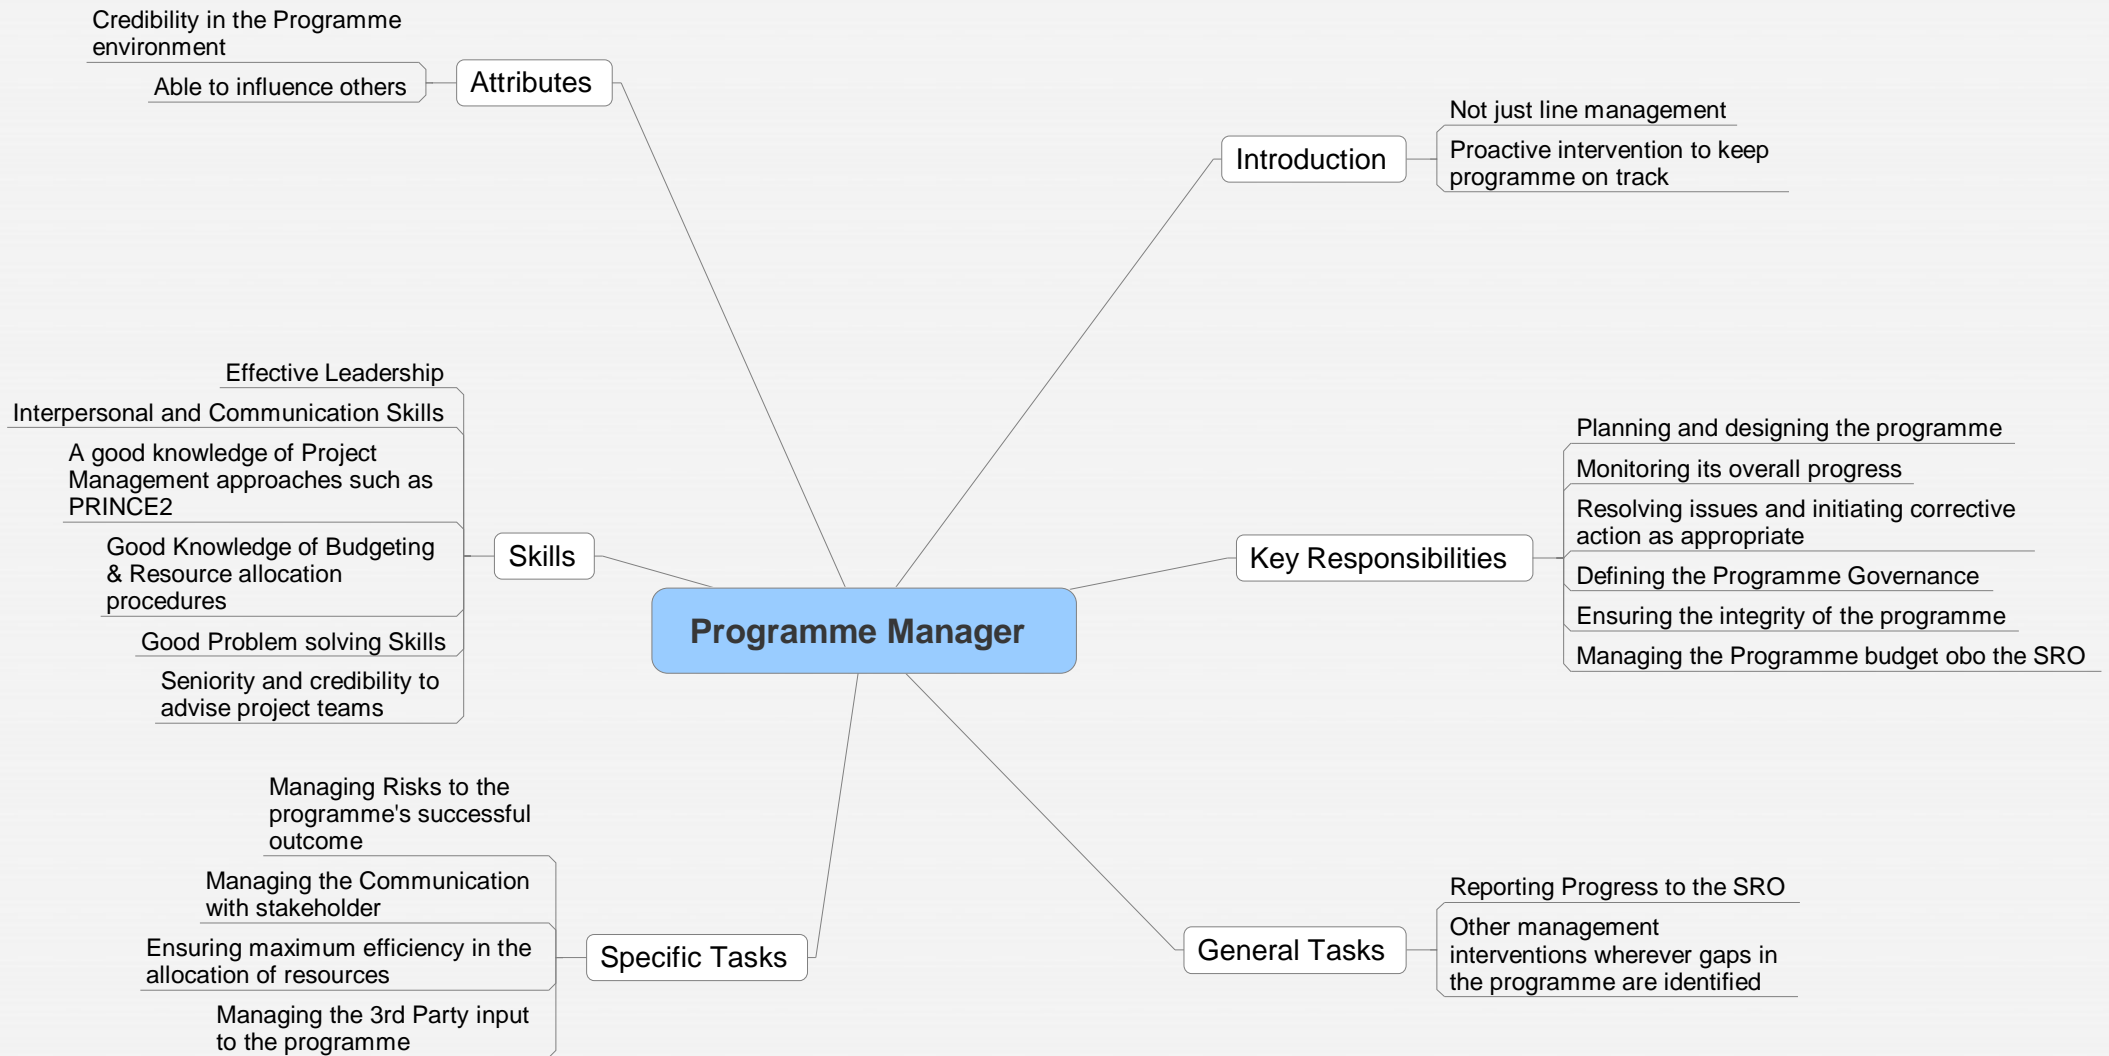 Programme Manager
Introduction
Not just line management
Proactive intervention to keep
programme on track
Key Responsibilities
Planning and designing the programme
Monitoring its overall progress
Resolving issues and initiating corrective
action as appropriate
Defining the Programme Governance
Ensuring the integrity of the programme
Managing the Programme budget obo the SRO
General Tasks
Reporting Progress to the SRO
Other management
interventions wherever gaps in
the programme are identified
Specific Tasks
Managing Risks to the
programme's successful
outcome
Managing the Communication
with stakeholder
Ensuring maximum efficiency in the
allocation of resources
Managing the 3rd Party input
to the programme
Skills
Effective Leadership
Interpersonal and Communication Skills
A good knowledge of Project
Management approaches such as
PRINCE2
Good Knowledge of Budgeting
& Resource allocation
procedures
Good Problem solving Skills
Seniority and credibility to
advise project teams
Attributes
Credibility in the Programme
environment
Able to influence others